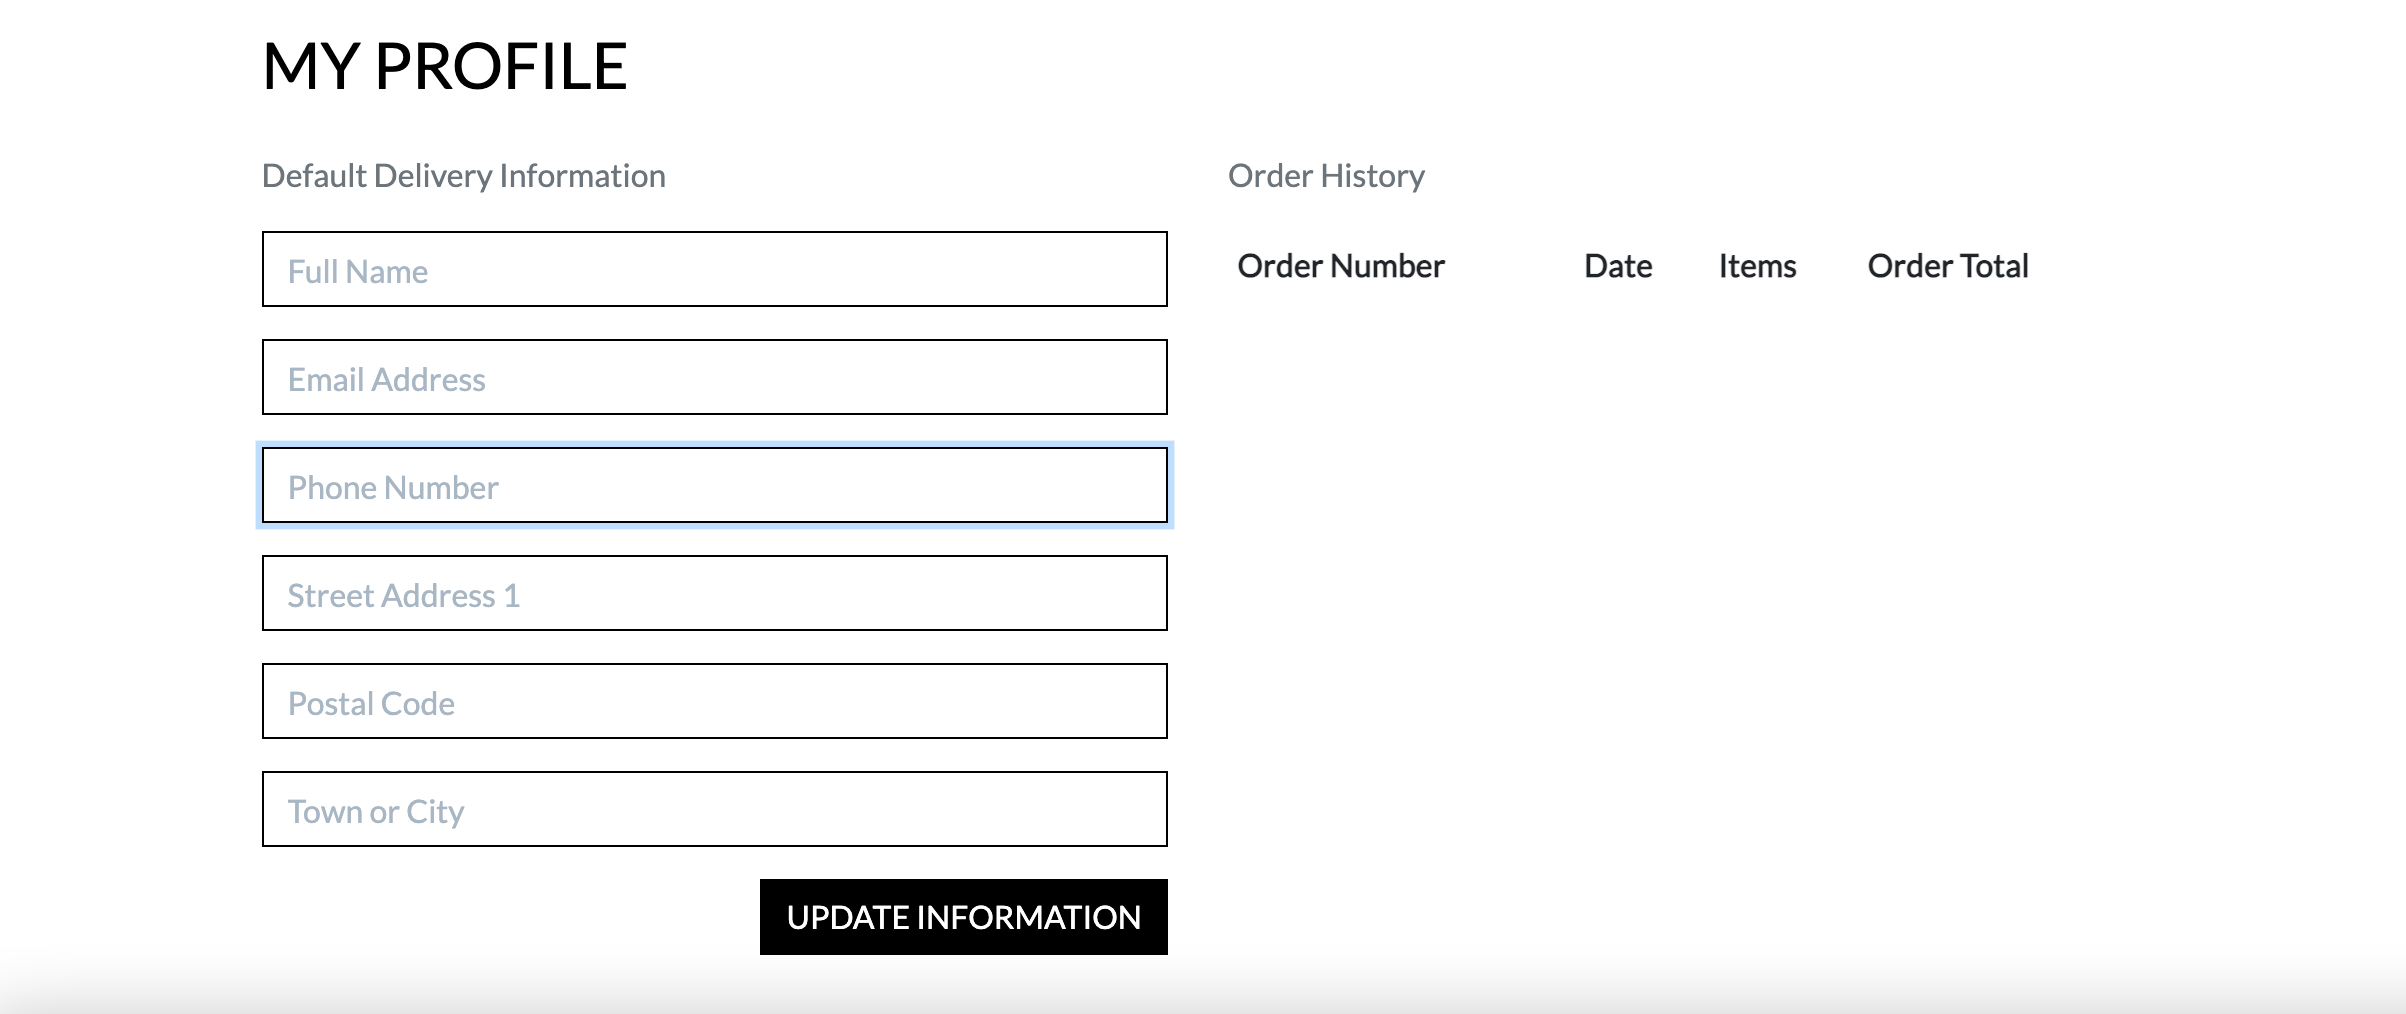 MY PROFILE
Default Delivery Information
Full Name
Email Address
Phone Number
Street Address 1
Postal Code
Town or City
UPDATE INFORMATION
Order History
Order Number Date Items Order Total